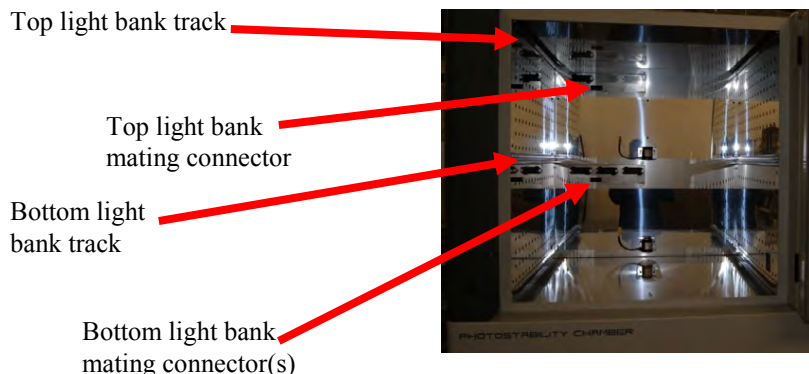 Top light bank track
Top light bank
mating connector
Bottom light
bank track
Bottom light bank
mating connector(s)
PHOTOSTABILITY CHAMBER